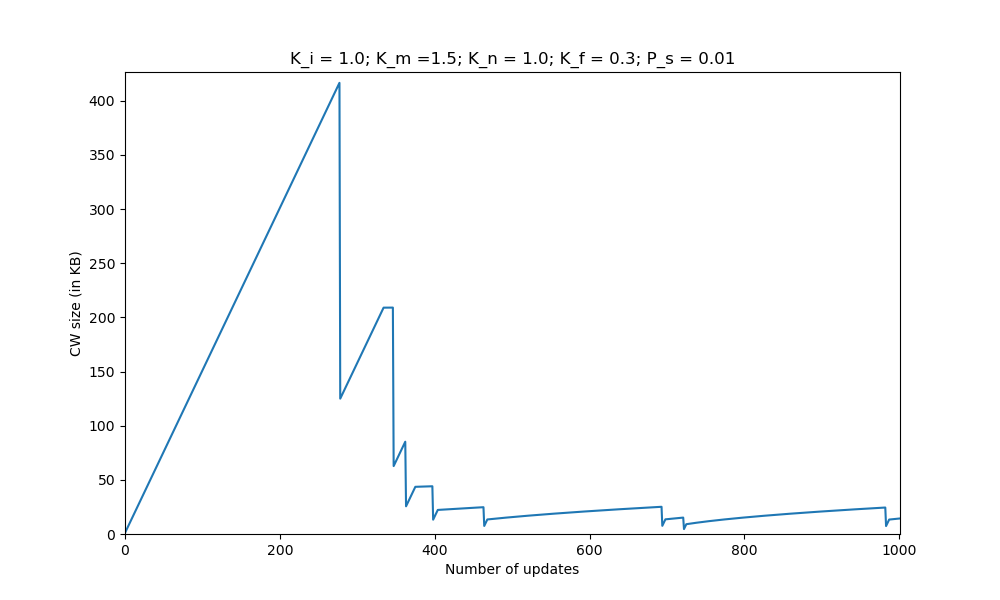 K_i = 1.0; K_m =1.5; K_n = 1.0; K_f = 0.3; P_s = 0.01
CW size (in KB)
400
350
300
250
200
150
100
50
0
0 200 400 600 800 1000
Number of updates